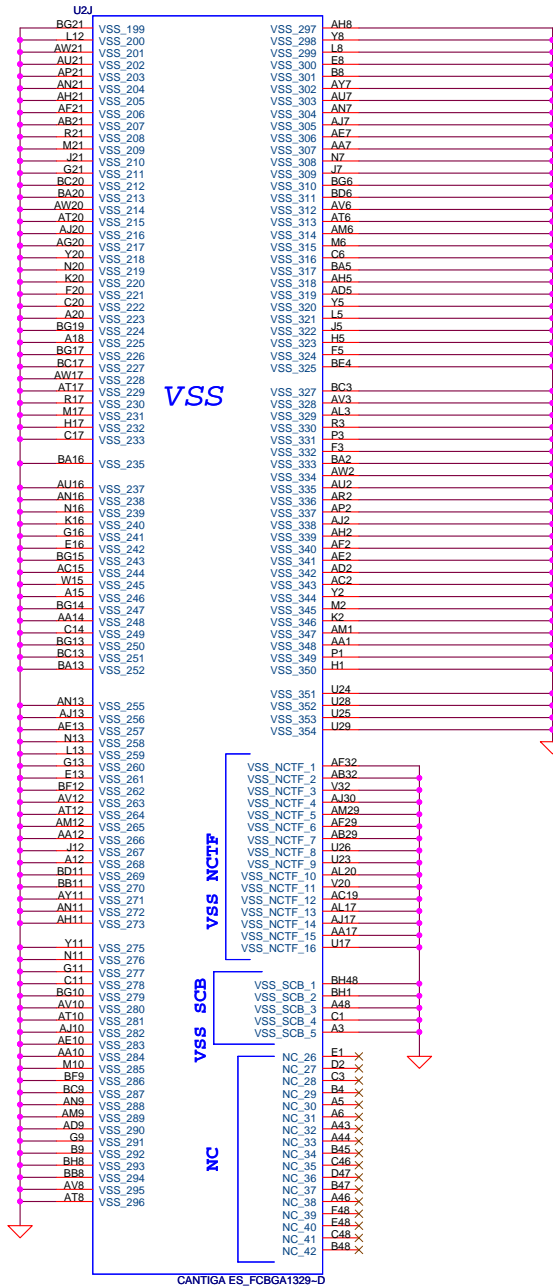 U2J
BG21 VSS_199
L12 VSS_200
AW21 VSS_201
AU21 VSS_202
AP21 VSS_203
AN21 VSS_204
AH21 VSS_205
AF21 VSS_206
AB21 VSS_207
R21 VSS_208
M21 VSS_209
J21 VSS_210
G21 VSS_211
BC20 VSS_212
BA20 VSS_213
AW20 VSS_214
AT20 VSS_215
AJ20 VSS_216
AG20 VSS_217
Y20 VSS_218
N20 VSS_219
K20 VSS_220
F20 VSS_221
C20 VSS_222
A20 VSS_223
BG19 VSS_224
A18 VSS_225
BG17 VSS_226
BC17 VSS_227
AW17 VSS_228
AT17 VSS_229
R17 VSS_230
M17 VSS_231
H17 VSS_232
C17 VSS_233
BA16 VSS_235
AU16 VSS_237
AN16 VSS_238
N16 VSS_239
K16 VSS_240
G16 VSS_241
E16 VSS_242
BG15 VSS_243
AC15 VSS_244
W15 VSS_245
A15 VSS_246
BG14 VSS_247
AA14 VSS_248
C14 VSS_249
BG13 VSS_250
BC13 VSS_251
BA13 VSS_252
AN13 VSS_255
AJ13 VSS_256
AE13 VSS_257
N13 VSS_258
L13 VSS_259
G13 VSS_260
E13 VSS_261
BF12 VSS_262
AV12 VSS_263
AT12 VSS_264
AM12 VSS_265
AA12 VSS_266
J12 VSS_267
A12 VSS_268
BD11 VSS_269
BB11 VSS_270
AY11 VSS_271
AN11 VSS_272
AH11 VSS_273
Y11 VSS_275
N11 VSS_276
G11 VSS_277
C11 VSS_278
BG10 VSS_279
AV10 VSS_280
AT10 VSS_281
AJ10 VSS_282
AE10 VSS_283
AA10 VSS_284
M10 VSS_285
BF9 VSS_286
BC9 VSS_287
AN9 VSS_288
AM9 VSS_289
AD9 VSS_290
G9 VSS_291
B9 VSS_292
BH8 VSS_293
BB8 VSS_294
AV8 VSS_295
AT8 VSS_296
VSS
VSS_297 AH8
VSS_298 Y8
VSS_299 L8
VSS_300 E8
VSS_301 B8
VSS_302 AY7
VSS_303 AU7
VSS_304 AN7
VSS_305 AJ7
VSS_306 AE7
VSS_307 AA7
VSS_308 N7
VSS_309 J7
VSS_310 BG6
VSS_311 BD6
VSS_312 AV6
VSS_313 AT6
VSS_314 AM6
VSS_315 M6
VSS_316 C6
VSS_317 BA5
VSS_318 AH5
VSS_319 AD5
VSS_320 Y5
VSS_321 L5
VSS_322 J5
VSS_323 H5
VSS_324 F5
VSS_325 BE4
VSS_327 BC3
VSS_328 AV3
VSS_329 AL3
VSS_330 R3
VSS_331 P3
VSS_332 F3
VSS_333 BA2
VSS_334 AW2
VSS_335 AU2
VSS_336 AR2
VSS_337 AP2
VSS_338 AJ2
VSS_339 AH2
VSS_340 AF2
VSS_341 AE2
VSS_342 AD2
VSS_343 AC2
VSS_344 Y2
VSS_345 M2
VSS_346 K2
VSS_347 AM1
VSS_348 AA1
VSS_349 P1
VSS_350 H1
VSS_351 U24
VSS_352 U28
VSS_353 U25
VSS_354 U29
VSS NCTF
VSS_NCTF_1 AF32
VSS_NCTF_2 AB32
VSS_NCTF_3 V32
VSS_NCTF_4 AJ30
VSS_NCTF_5 AM29
VSS_NCTF_6 AF29
VSS_NCTF_7 AB29
VSS_NCTF_8 U26
VSS_NCTF_9 U23
VSS_NCTF_10 AL20
VSS_NCTF_11 V20
VSS_NCTF_12 AC19
VSS_NCTF_13 AL17
VSS_NCTF_14 AJ17
VSS_NCTF_15 AA17
VSS_NCTF_16 U17
VSS SCB
VSS_SCB_1 BH48
VSS_SCB_2 BH1
VSS_SCB_3 A48
VSS_SCB_4 C1
VSS_SCB_5 A3
NC
NC_26 E1
NC_27 D2
NC_28 C3
NC_29 B4
NC_30 A5
NC_31 A6
NC_32 A43
NC_33 A44
NC_34 B45
NC_35 C46
NC_36 D47
NC_37 B47
NC_38 A46
NC_39 F48
NC_40 E48
NC_41 C48
NC_42 B48
CANTIGA ES_FCBGA1329~D